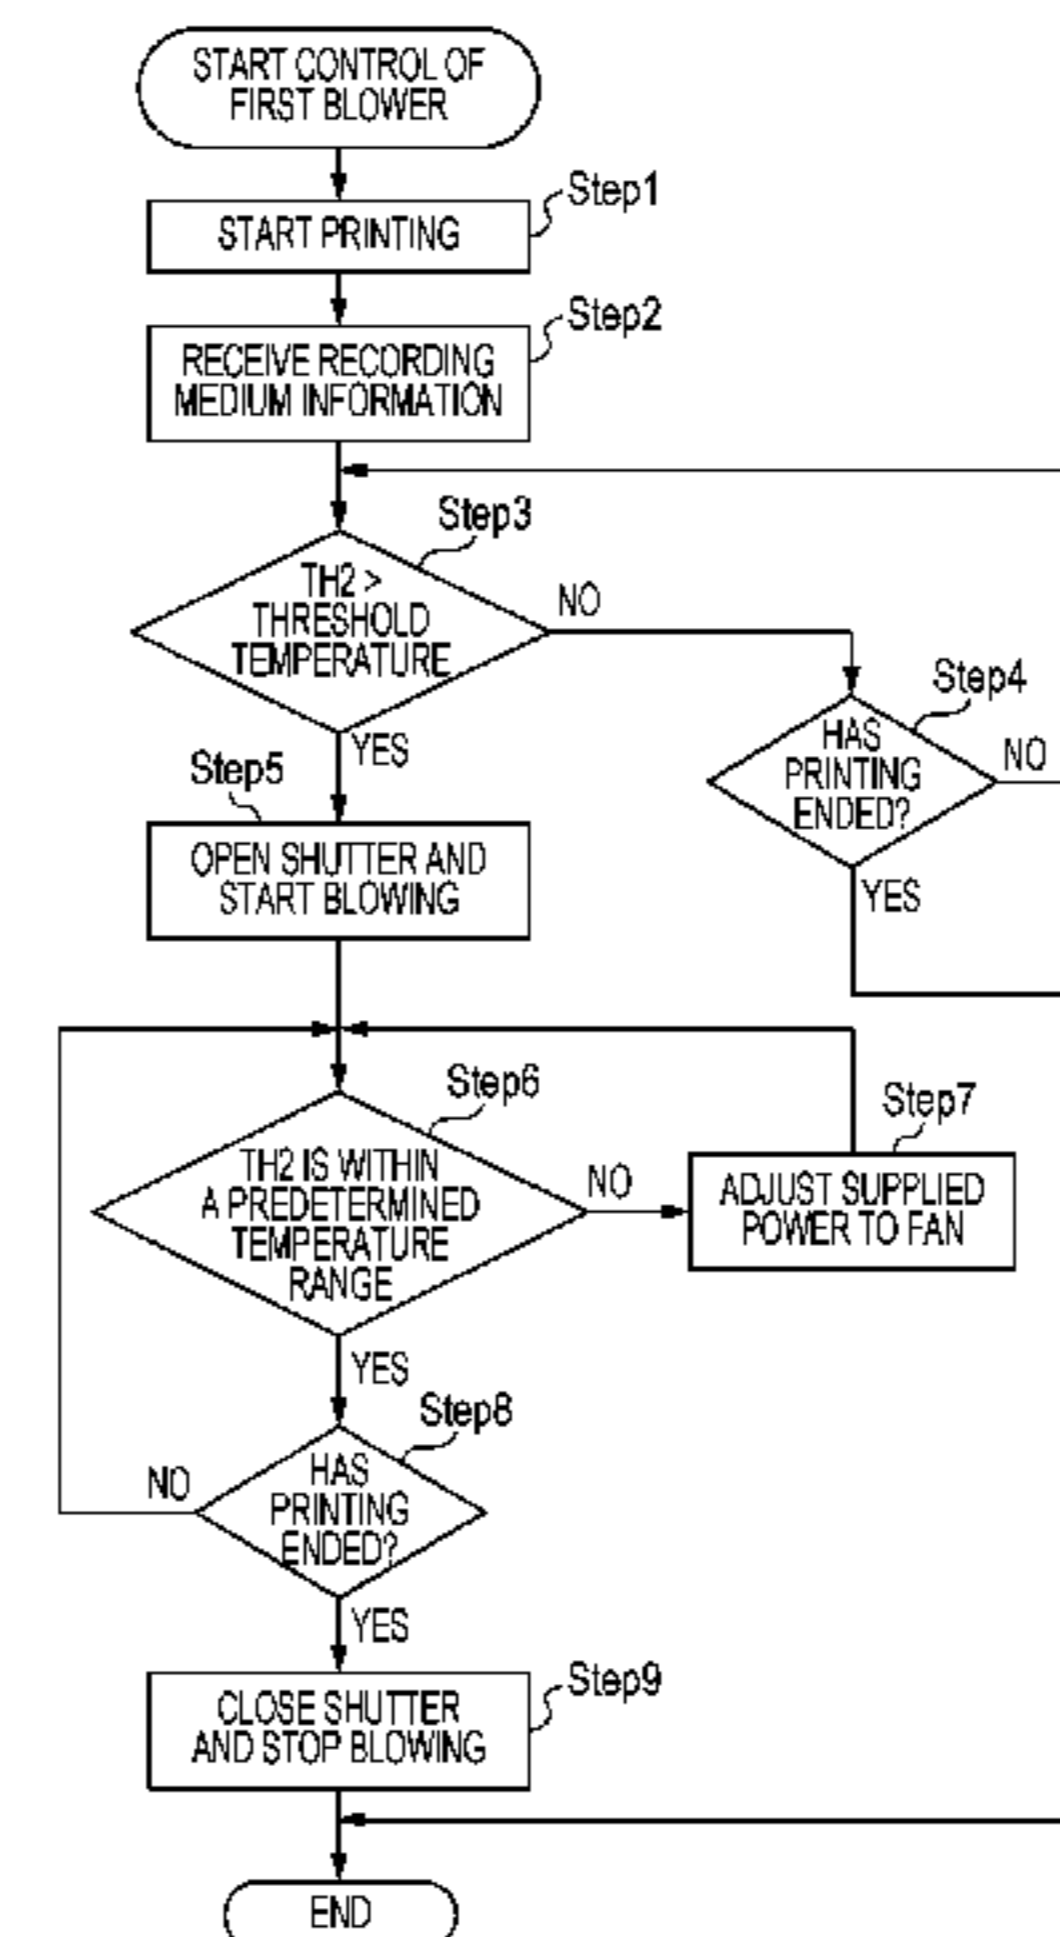 START CONTROL OF
FIRST BLOWER
Step1
START PRINTING
Step2
RECEIVE RECORDING
MEDIUM INFORMATION
Step3
TH2 >
THRESHOLD
TEMPERATURE
NO
YES
Step4
HAS
PRINTING
ENDED?
NO
YES
Step5
OPEN SHUTTER AND
START BLOWING
Step6
TH2 IS WITHIN
A PREDETERMINED
TEMPERATURE
RANGE
NO
YES
Step7
ADJUST SUPPLIED
POWER TO FAN
Step8
HAS
PRINTING
ENDED?
NO
YES
Step9
CLOSE SHUTTER
AND STOP BLOWING
END